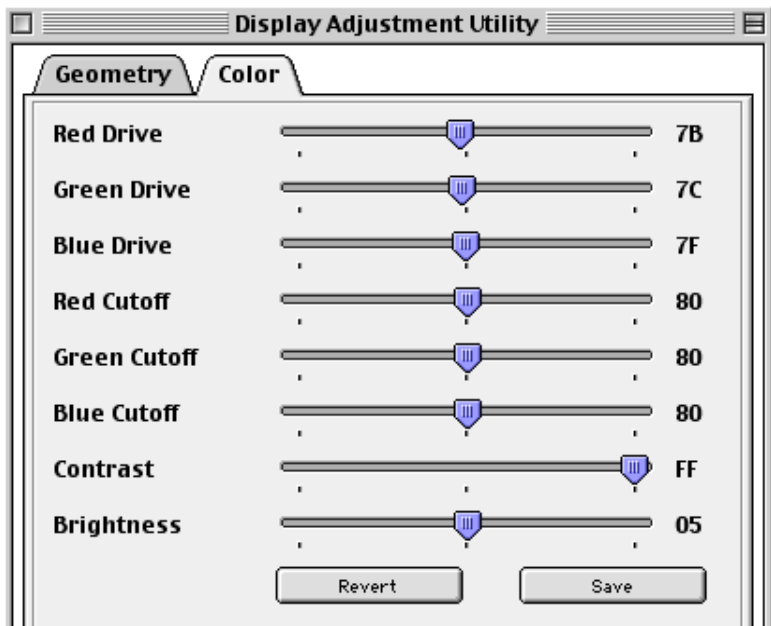 Display Adjustment Utility
Geometry Color
Red Drive 7B
Green Drive 7C
Blue Drive 7F
Red Cutoff 80
Green Cutoff 80
Blue Cutoff 80
Contrast FF
Brightness 05
Revert Save